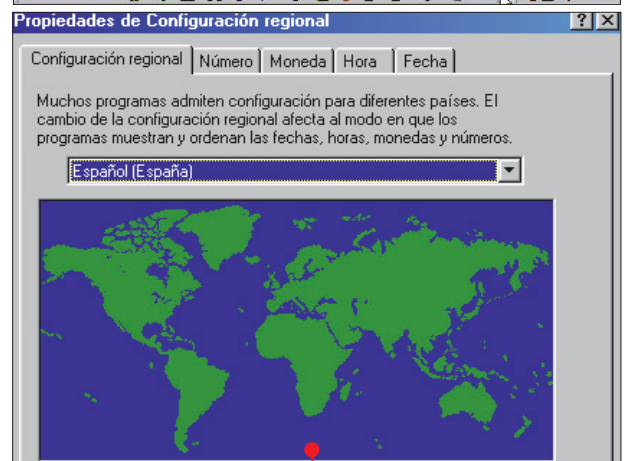 Propiedades de Configuración regional
Configuración regional Número Moneda Hora Fecha
Muchos programas admiten configuración para diferentes países. El
cambio de la configuración regional afecta al modo en que los
programas muestran y ordenan las fechas, horas, monedas y números.
Español (España)